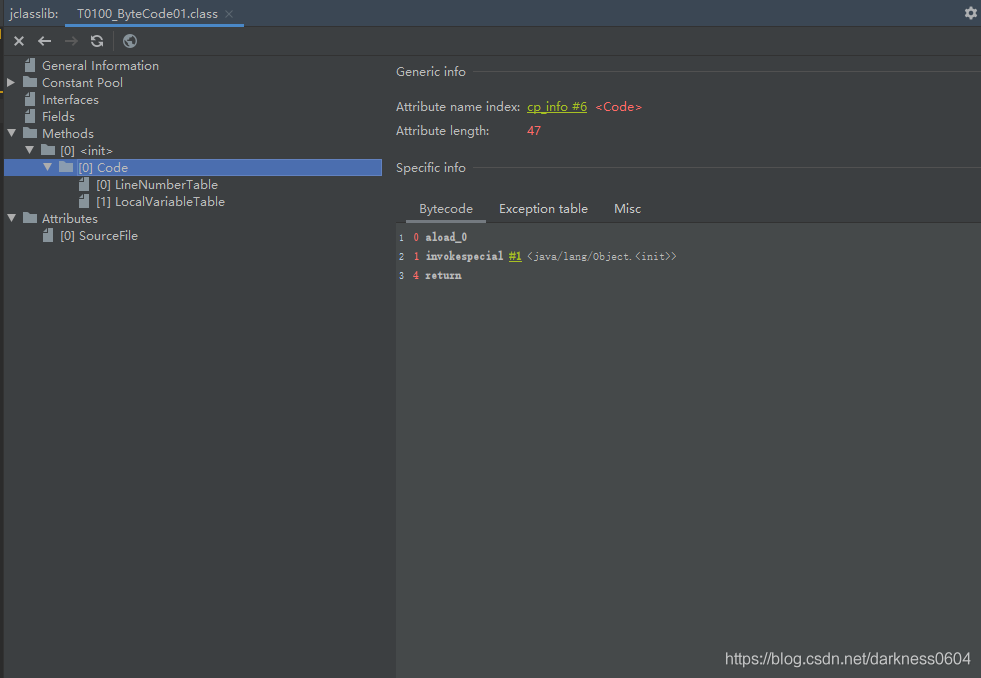 jclasslib: T0100_ByteCode01.class
General Information
Constant Pool
Interfaces
Fields
Methods
[0] <init>
[0] Code
[0] LineNumberTable
[1] LocalVariableTable
Attributes
[0] SourceFile
Generic info
Attribute name index: cp_info #6 <Code>
Attribute length: 47
Specific info
Bytecode Exception table Misc
1 0 aload_0
2 1 invokespecial #1 <java/lang/Object.<init>>
3 4 return
https://blog.csdn.net/darkness0604